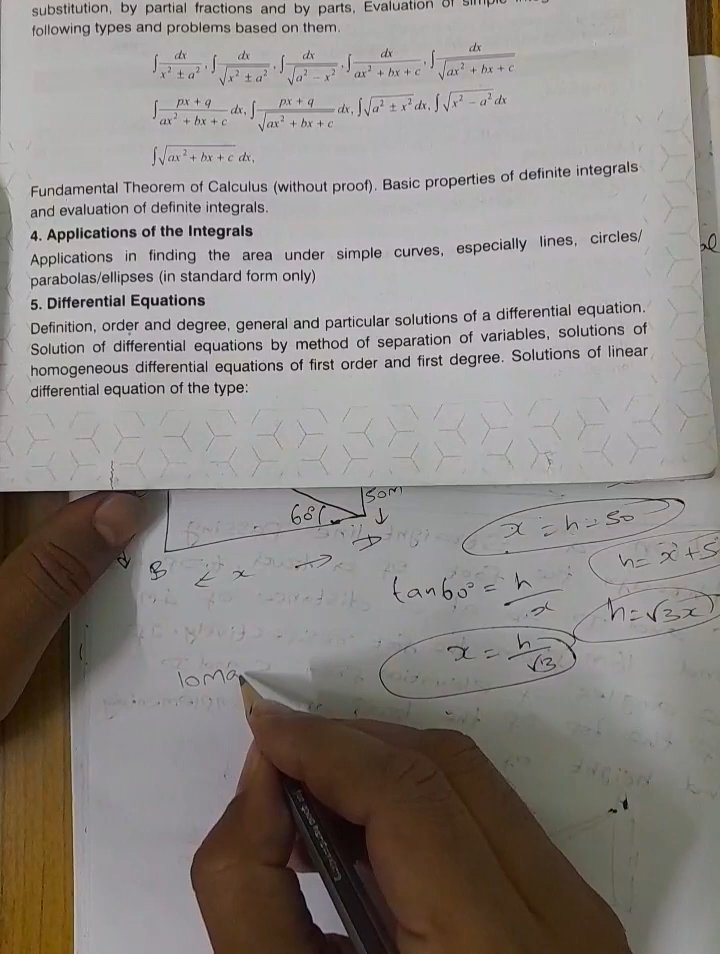 substitution, by partial fractions and by parts, Evaluation of simple
following types and problems based on them.
∫ dx/(x² ± a²), ∫ dx/√(x² ± a²), ∫ dx/√(a² − x²), ∫ dx/(ax² + bx + c), ∫ dx/√(ax² + bx + c)
∫ (px + q)/(ax² + bx + c) dx, ∫ (px + q)/√(ax² + bx + c) dx, ∫√(a² ± x²) dx, ∫√(x² − a²) dx
∫√(ax² + bx + c) dx,
Fundamental Theorem of Calculus (without proof). Basic properties of definite integrals
and evaluation of definite integrals.
4. Applications of the Integrals
Applications in finding the area under simple curves, especially lines, circles/
parabolas/ellipses (in standard form only)
5. Differential Equations
Definition, order and degree, general and particular solutions of a differential equation.
Solution of differential equations by method of separation of variables, solutions of
homogeneous differential equations of first order and first degree. Solutions of linear
differential equation of the type:
50m
60°
x = h = 50
B x
h = x + 5
tan60° = h/x
h = √3x
x = h/√3
10Ma